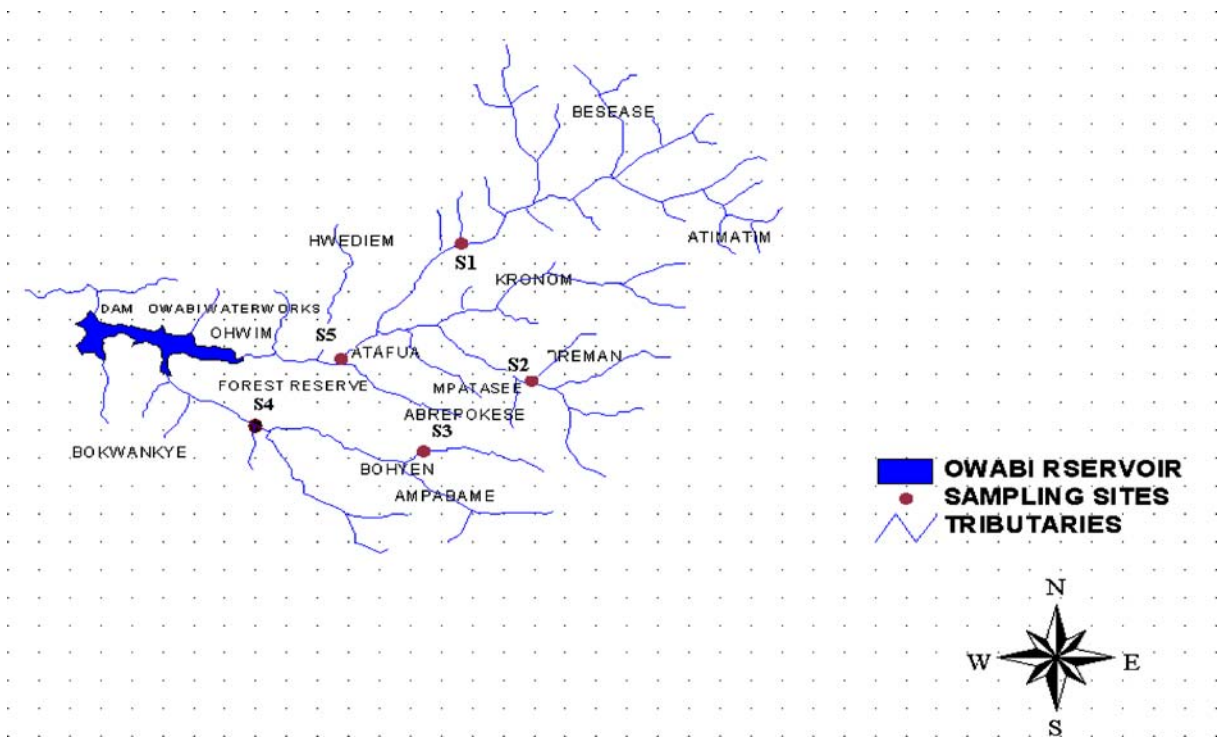 BESEASE
HWEDIEM
ATIMATIM
S1
KRONOM
DAM
OWABI WATERWORKS
OHWIM
S5
ATAFUA
S2
FOREST RESERVE
MPATASEE
S4
ABREPOKESE
S3
BOKWANKYE
BOHYEN
AMPABAME
OWABI RSERVOIR
SAMPLING SITES
TRIBUTARIES
N
W
E
S